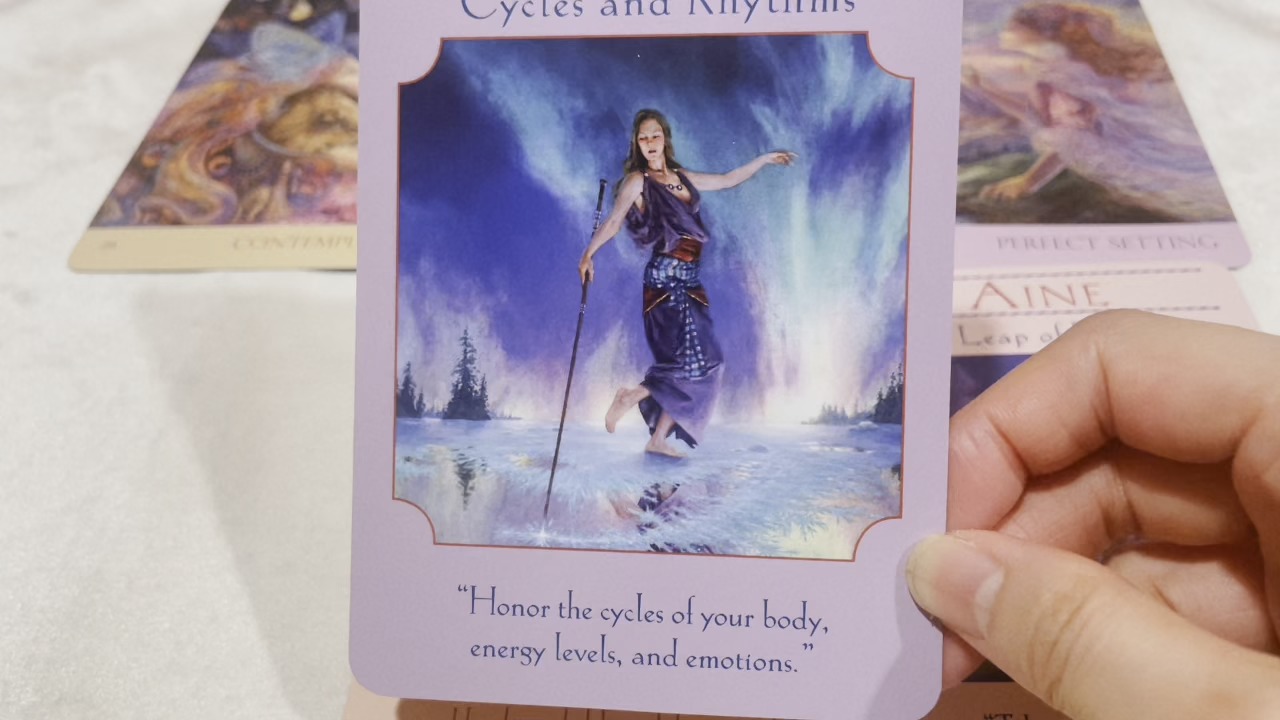 Cycles and Rhythms
CONTEMPL
PERFECT SETTING
AINE
Leap of
"Honor the cycles of your body,
energy levels, and emotions."